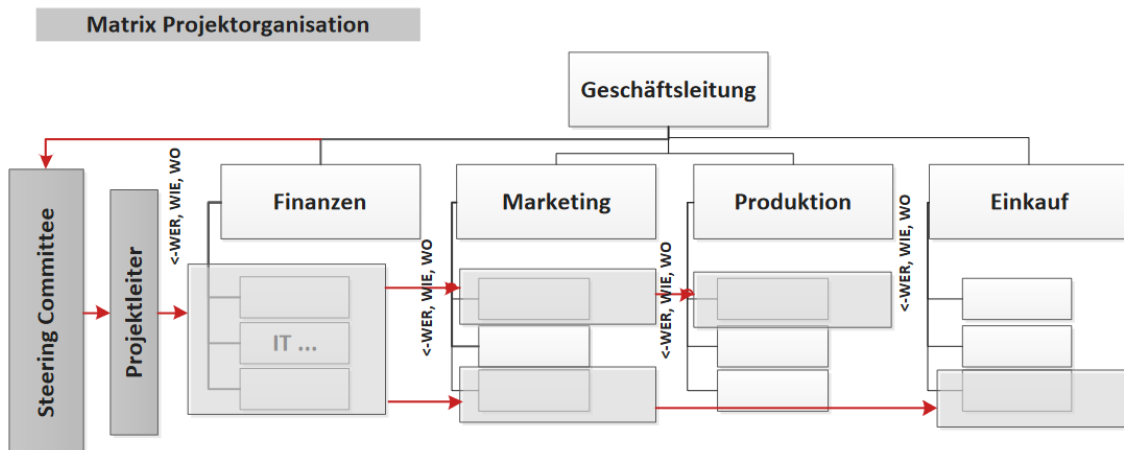 Matrix Projektorganisation
Geschäftsleitung
Steering Committee
Projektleiter
<-WER, WIE, WO
Finanzen
<-WER, WIE, WO
Marketing
<-WER, WIE, WO
Produktion
<-WER, WIE, WO
Einkauf
IT ...